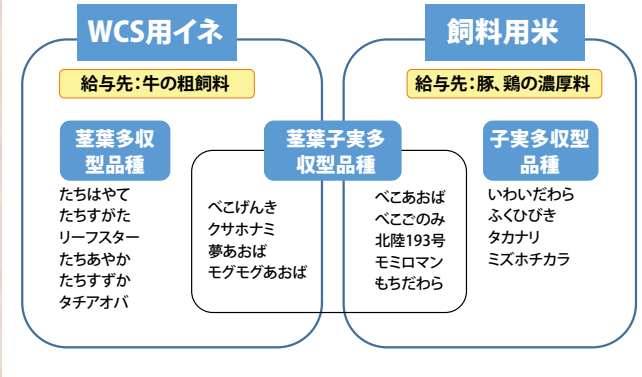 WCS用イネ
給与先：牛の粗飼料
茎葉多収
型品種
たちはやて
たちすがた
リーフスター
たちあやか
たちすずか
タチアオバ
茎葉子実多
収型品種
べこげんき
クサホナミ
夢あおば
モグモグあおば
べこあおば
べこごのみ
北陸193号
モミロマン
もちだわら
飼料用米
給与先：豚、鶏の濃厚料
子実多収型
品種
いわいだわら
ふくひびき
タカナリ
ミズホチカラ